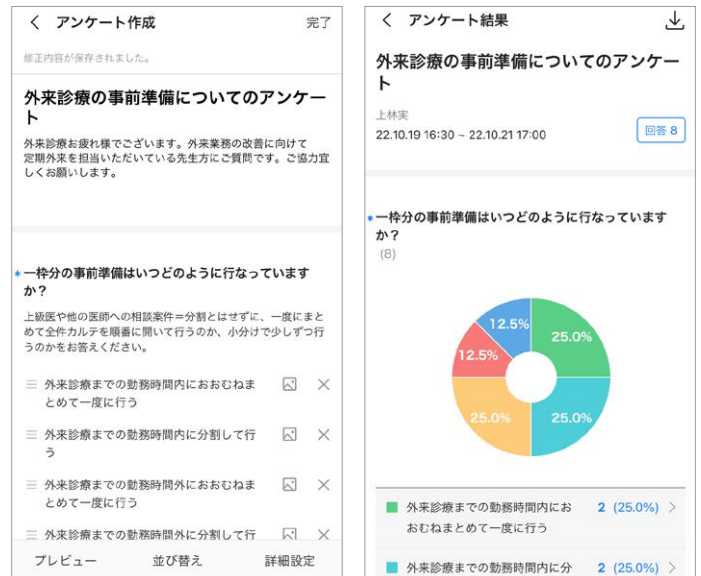 アンケート作成
完了
修正内容が保存されました。
外来診療の事前準備についてのアンケー
ト
外来診療お疲れ様でございます。外来業務の改善に向けて
定期外来を担当いただいている先生方にご質問です。ご協力宜
しくお願いします。
*一枠分の事前準備はいつどのように行なっています
か？
上級医や他の医師への相談案件＝分割とはせずに、一度にまと
めて全件カルテを順番に開いて行うのか、小分けで少しずつ行
うのかをお答えください。
外来診療までの勤務時間内におおむねま
とめて一度に行う
外来診療までの勤務時間内に分割して行
う
外来診療までの勤務時間外におおむねま
とめて一度に行う
外来診療までの勤務時間外に分割して行
プレビュー
並び替え
詳細設定
アンケート結果
外来診療の事前準備についてのアンケー
ト
上林実
22.10.19 16:30 ~ 22.10.21 17:00
回答 8
*一枠分の事前準備はいつどのように行なっています
か？
(8)
12.5%
25.0%
12.5%
25.0%
25.0%
外来診療までの勤務時間内にお
おむねまとめて一度に行う
2 (25.0%)
外来診療までの勤務時間内に分
2 (25.0%)